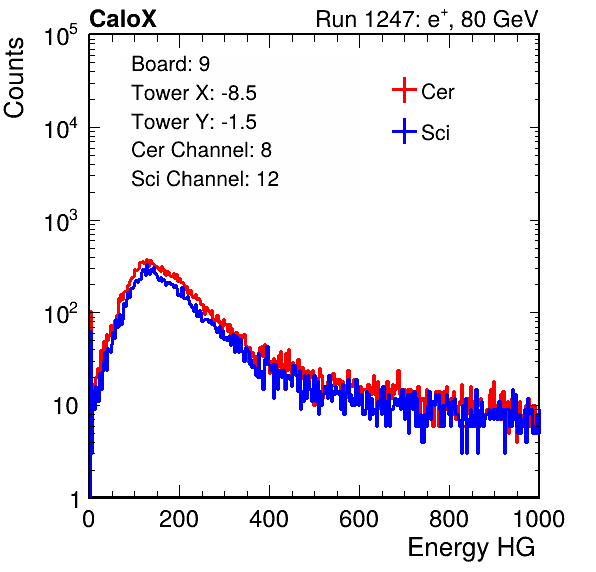 CaloX Run 1247: e⁺, 80 GeV
Counts
10⁵
10⁴
10³
10²
10
1
Board: 9
Tower X: -8.5
Tower Y: -1.5
Cer Channel: 8
Sci Channel: 12
Cer
Sci
0 200 400 600 800 1000
Energy HG